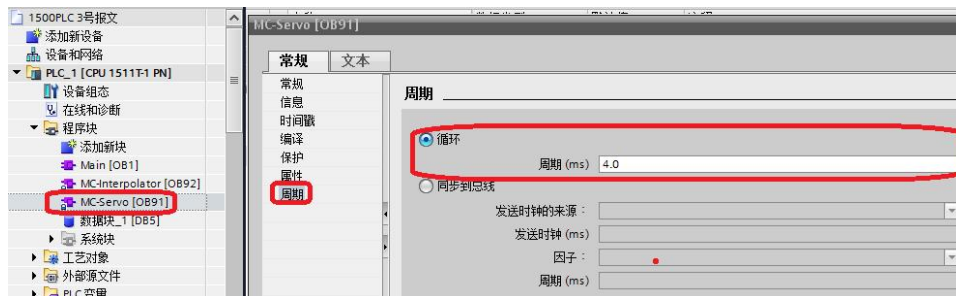 1500PLC 3号报文
添加新设备
设备和网络
PLC_1 [CPU 1511T-1 PN]
设备组态
在线和诊断
程序块
添加新块
Main [OB1]
MC-Interpolator [OB92]
MC-Servo [OB91]
数据块_1 [DB5]
系统块
工艺对象
外部源文件
PLC 变量
MC-Servo [OB91]
常规
文本
常规
信息
时间戳
编译
保护
属性
周期
周期
循环
周期 (ms) 4.0
同步到总线
发送时钟的来源：
发送时钟 (ms)
因子：
周期 (ms)